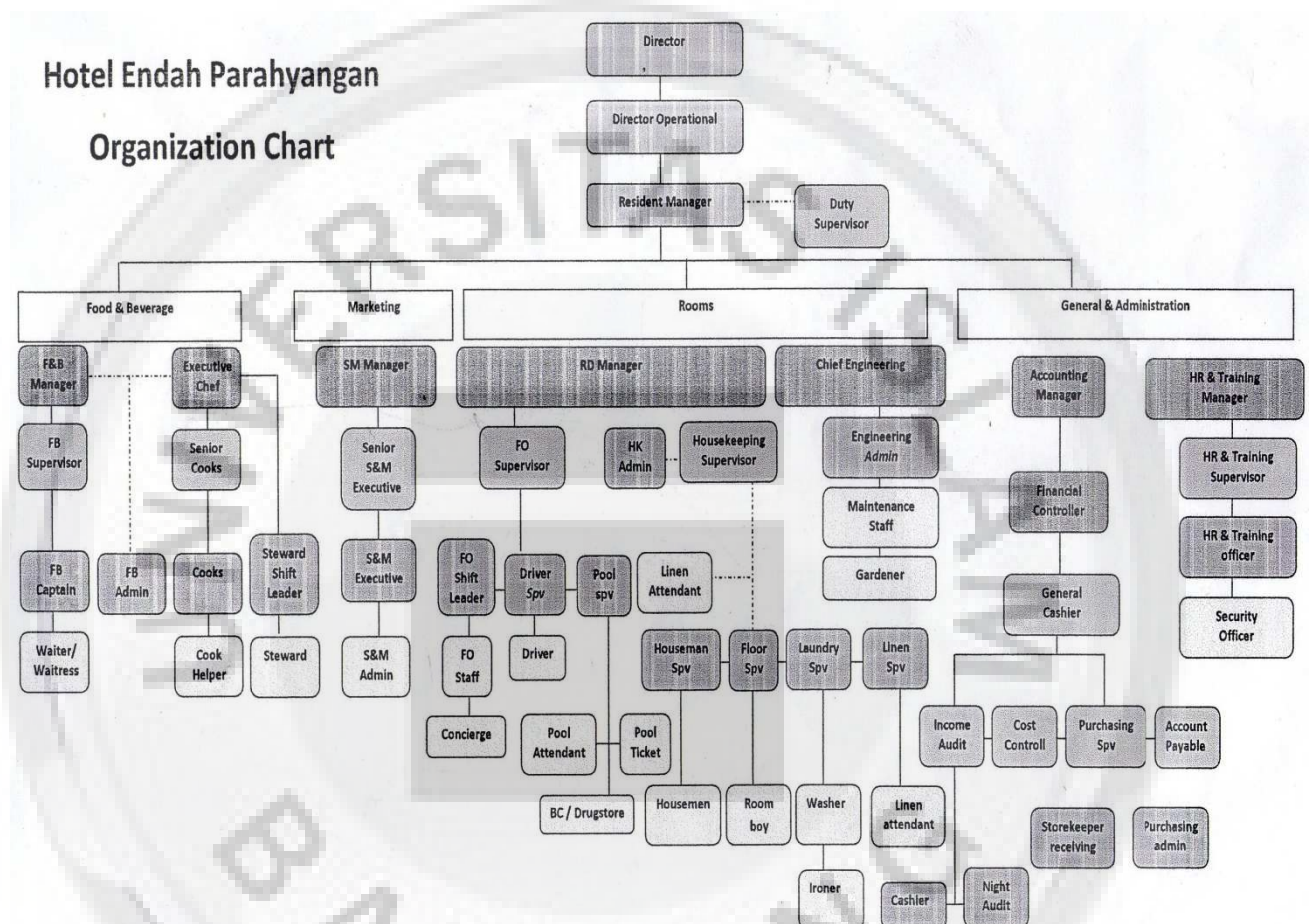 Hotel Endah Parahyangan
Organization Chart
Director
Director Operational
Resident Manager
Duty
Supervisor
Food & Beverage
Marketing
Rooms
General & Administration
F&B
Manager
Executive
Chef
SM Manager
RD Manager
Chief Engineering
Accounting
Manager
HR & Training
Manager
FB
Supervisor
Senior
Cooks
Senior
S&M
Executive
FO
Supervisor
HK
Admin
Housekeeping
Supervisor
Engineering
Admin
Maintenance
Staff
Gardener
Financial
Controller
HR & Training
Supervisor
HR & Training
officer
Security
Officer
FB
Captain
FB
Admin
Cooks
Steward
Shift
Leader
S&M
Executive
FO
Shift
Leader
Driver
Spv
Pool
spv
Linen
Attendant
General
Cashier
Waiter/
Waitress
Cook
Helper
Steward
S&M
Admin
FO
Staff
Driver
Houseman
Spv
Floor
Spv
Laundry
Spv
Linen
Spv
Concierge
Pool
Attendant
Pool
Ticket
BC / Drugstore
Housemen
Room
boy
Washer
Linen
attendant
Ironer
Income
Audit
Cost
Controll
Purchasing
Spv
Account
Payable
Storekeeper
receiving
Purchasing
admin
Cashier
Night
Audit
UNIVERSITAS ISLAM
BA